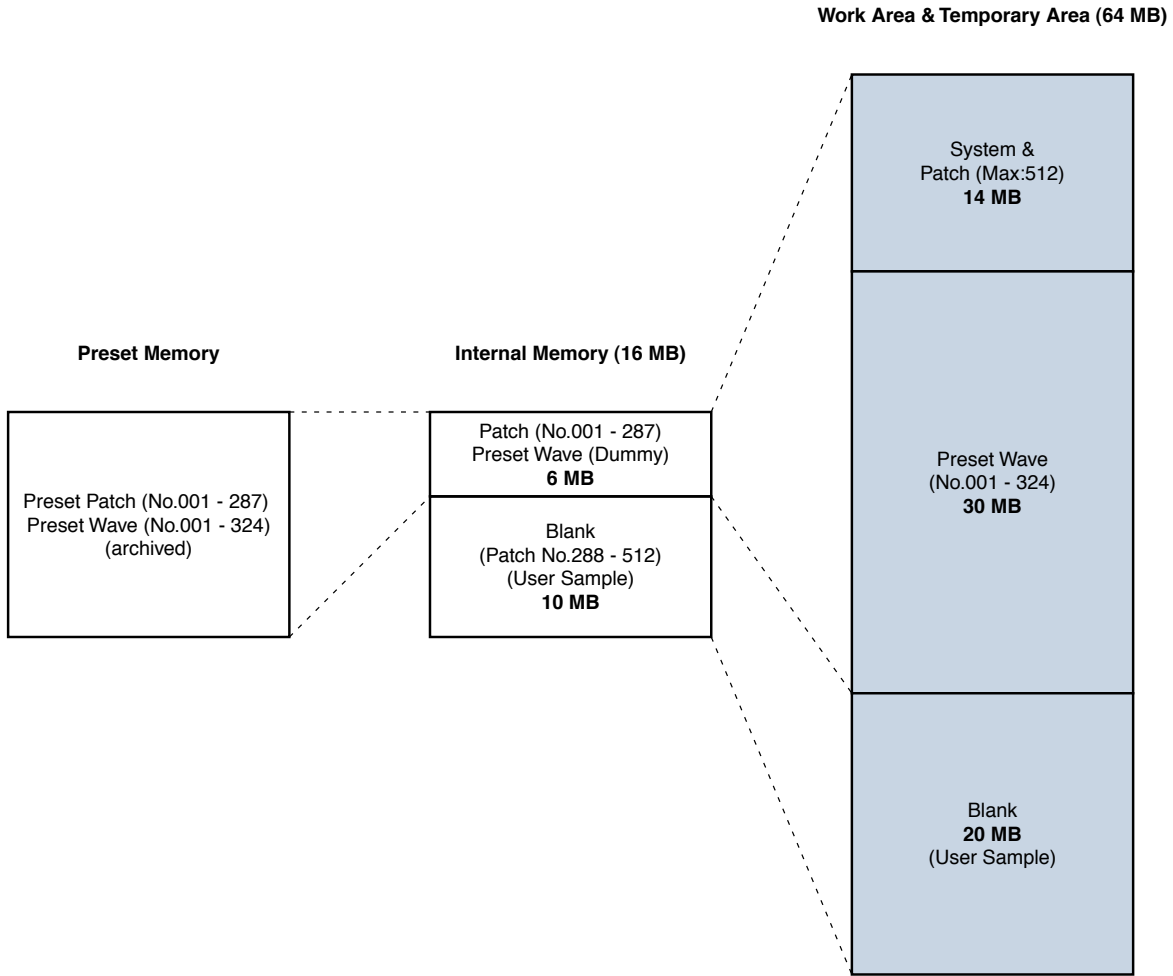 Work Area & Temporary Area (64 MB)
System &
Patch (Max:512)
14 MB
Preset Memory
Internal Memory (16 MB)
Preset Patch (No.001 - 287)
Preset Wave (No.001 - 324)
(archived)
Patch (No.001 - 287)
Preset Wave (Dummy)
6 MB
Blank
(Patch No.288 - 512)
(User Sample)
10 MB
Preset Wave
(No.001 - 324)
30 MB
Blank
20 MB
(User Sample)